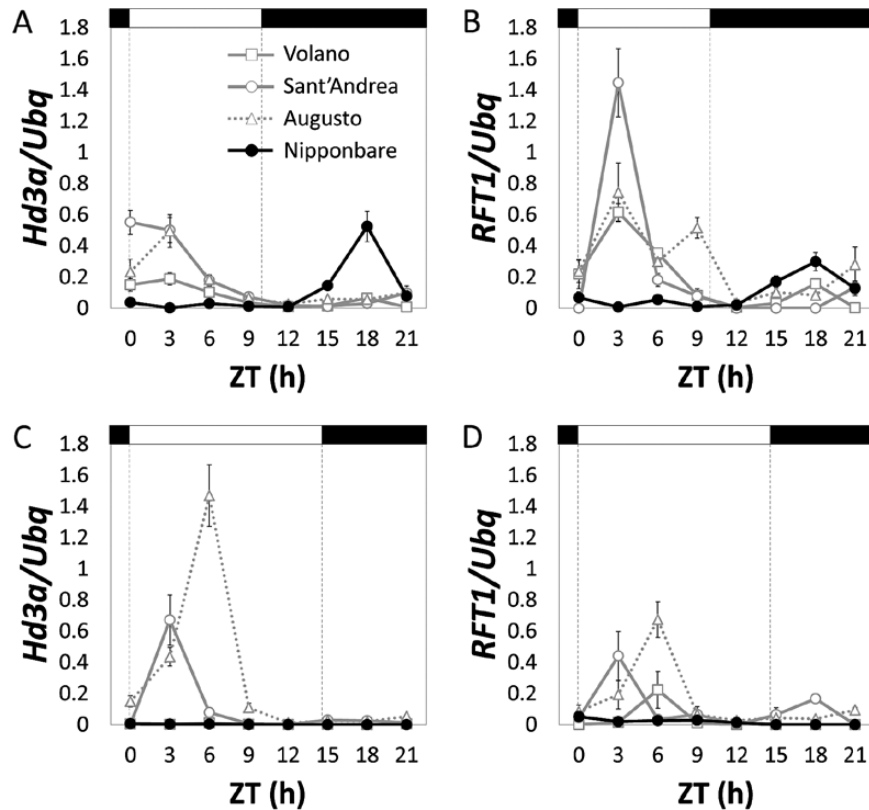 A
1.8
1.6
1.4
1.2
1
0.8
0.6
0.4
0.2
0
Hd3a/Ubq
Volano
Sant'Andrea
Augusto
Nipponbare
0 3 6 9 12 15 18 21
ZT (h)
B
1.8
1.6
1.4
1.2
1
0.8
0.6
0.4
0.2
0
RFT1/Ubq
0 3 6 9 12 15 18 21
ZT (h)
C
1.8
1.6
1.4
1.2
1
0.8
0.6
0.4
0.2
0
Hd3a/Ubq
0 3 6 9 12 15 18 21
ZT (h)
D
1.8
1.6
1.4
1.2
1
0.8
0.6
0.4
0.2
0
RFT1/Ubq
0 3 6 9 12 15 18 21
ZT (h)